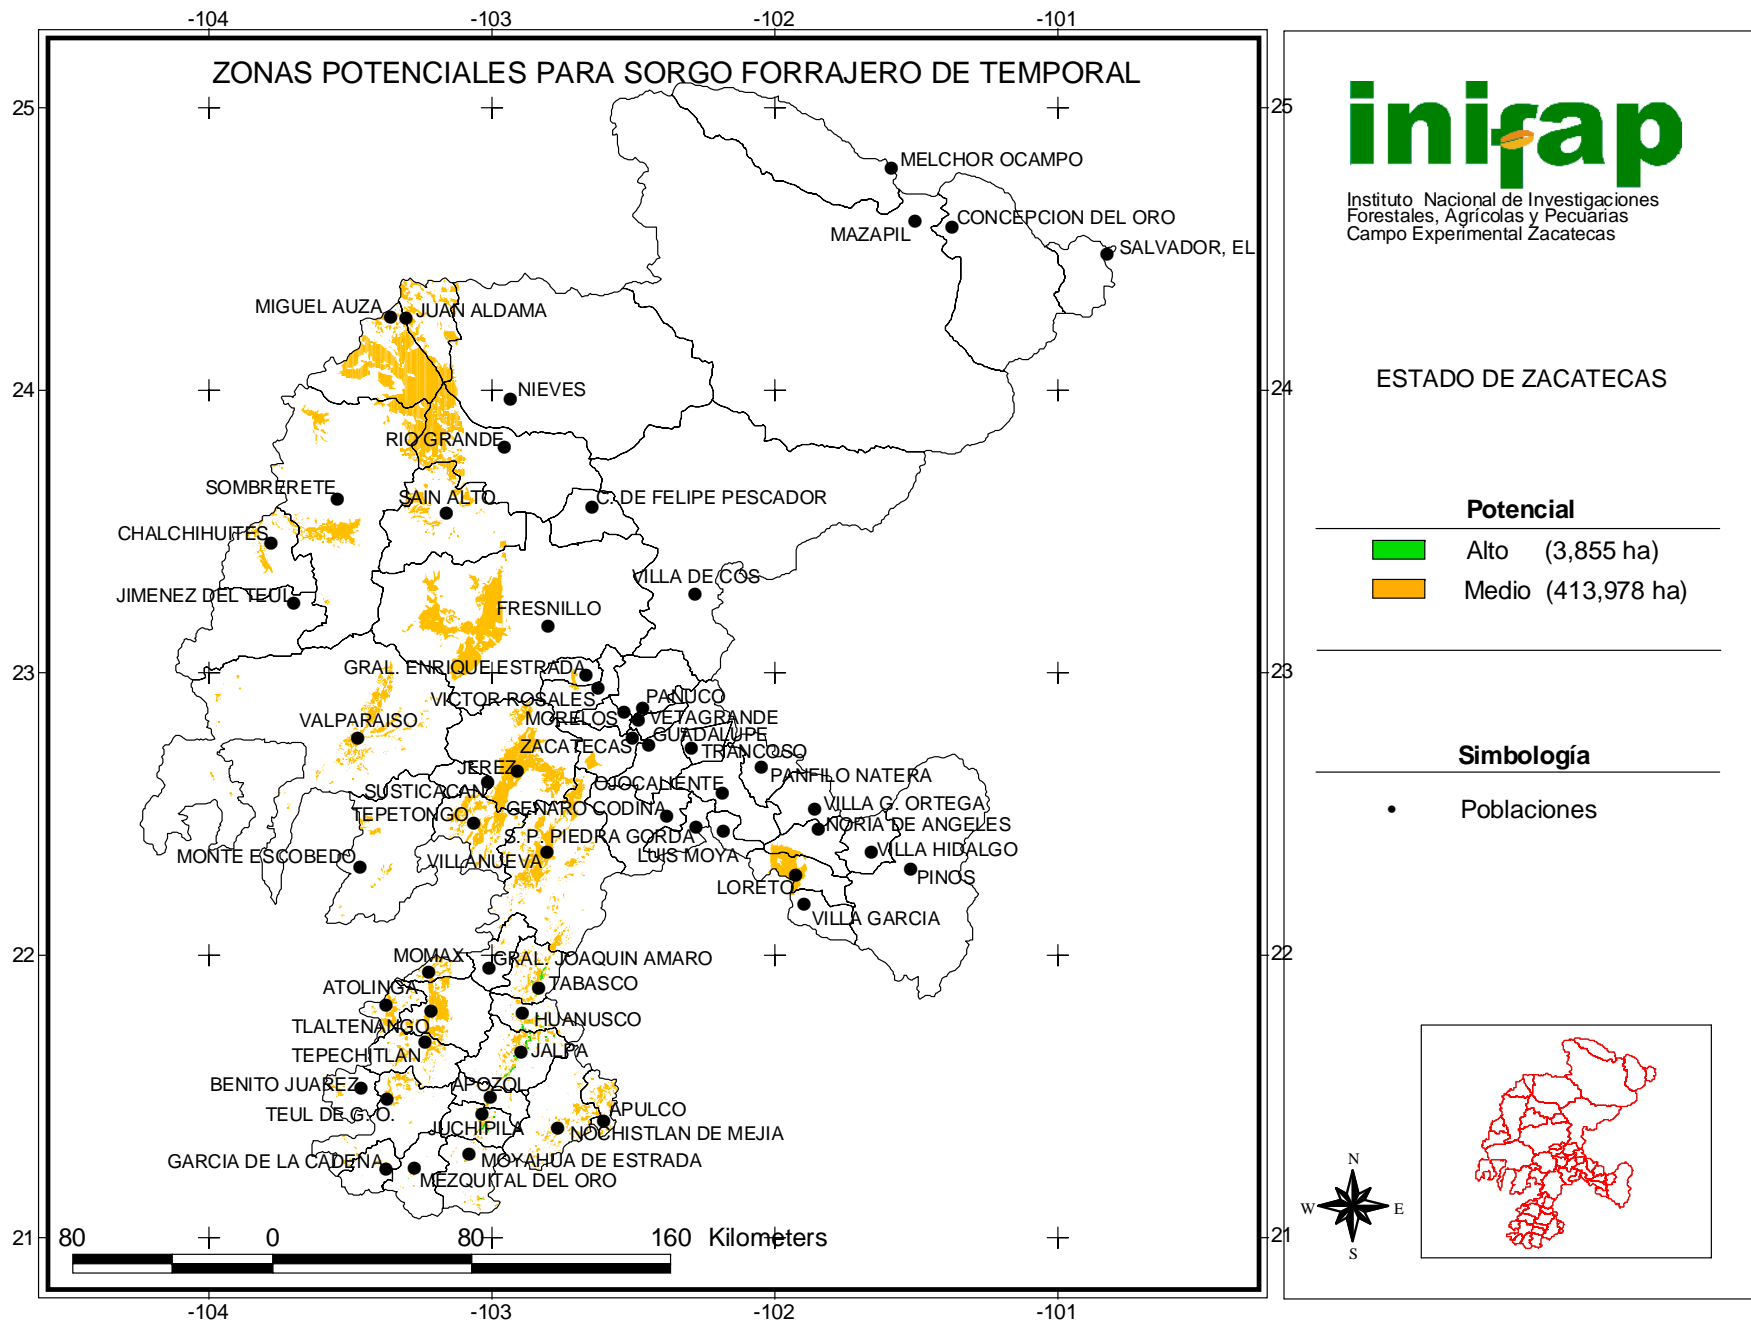 -104
-103
-102
-101
ZONAS POTENCIALES PARA SORGO FORRAJERO DE TEMPORAL
25
25
MELCHOR OCAMPO
CONCEPCION DEL ORO
MAZAPIL
SALVADOR, EL
MIGUEL AUZA
JUAN ALDAMA
24
24
NIEVES
RIO GRANDE
SOMBRERETE
SAIN ALTO
C. DE FELIPE PESCADOR
CHALCHIHUITES
VILLA DE COS
JIMENEZ DEL TEUL
FRESNILLO
23
23
GRAL. ENRIQUE ESTRADA
VICTOR ROSALES
PANUCO
VALPARAISO
MORELOS
VETAGRANDE
GUADALUPE
ZACATECAS
TRANCOSO
JEREZ
PANFILO NATERA
SUSTICACAN
OJOCALIENTE
TEPETONGO
GENARO CODINA
VILLA G. ORTEGA
NORIA DE ANGELES
S. P. PIEDRA GORDA
VILLA HIDALGO
MONTE ESCOBEDO
VILLANUEVA
LUIS MOYA
PINOS
LORETO
VILLA GARCIA
22
22
MOMAX
GRAL. JOAQUIN AMARO
ATOLINGA
TABASCO
TLALTENANGO
HUANUSCO
TEPECHITLAN
JALPA
BENITO JUAREZ
APOZOL
TEUL DE G. O.
APULCO
JUCHIPILA
NOCHISTLAN DE MEJIA
GARCIA DE LA CADENA
MOYAHUA DE ESTRADA
MEZQUITAL DEL ORO
21
21
80
0
80
160
Kilometers
-104
-103
-102
-101
inifap
Instituto Nacional de Investigaciones
Forestales, Agrícolas y Pecuarias
Campo Experimental Zacatecas
ESTADO DE ZACATECAS
Potencial
Alto (3,855 ha)
Medio (413,978 ha)
Simbología
Poblaciones
N
W
E
S